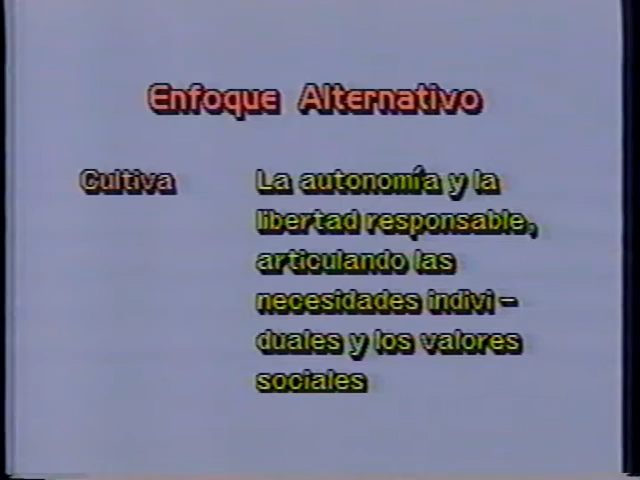 Enfoque Alternativo
Cultiva La autonomía y la
libertad responsable,
articulando las
necesidades indivi -
duales y los valores
sociales